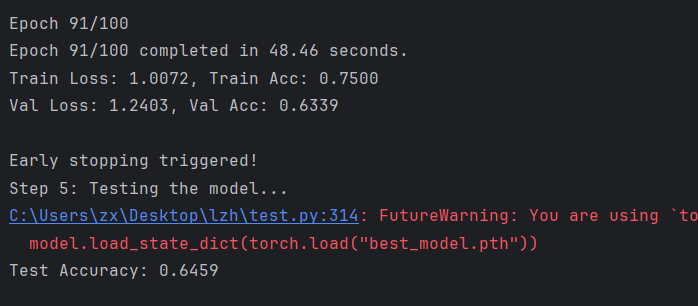 Epoch 91/100
Epoch 91/100 completed in 48.46 seconds.
Train Loss: 1.0072, Train Acc: 0.7500
Val Loss: 1.2403, Val Acc: 0.6339
Early stopping triggered!
Step 5: Testing the model...
C:\Users\zx\Desktop\lzh\test.py:314: FutureWarning: You are using `to
model.load_state_dict(torch.load("best_model.pth"))
Test Accuracy: 0.6459